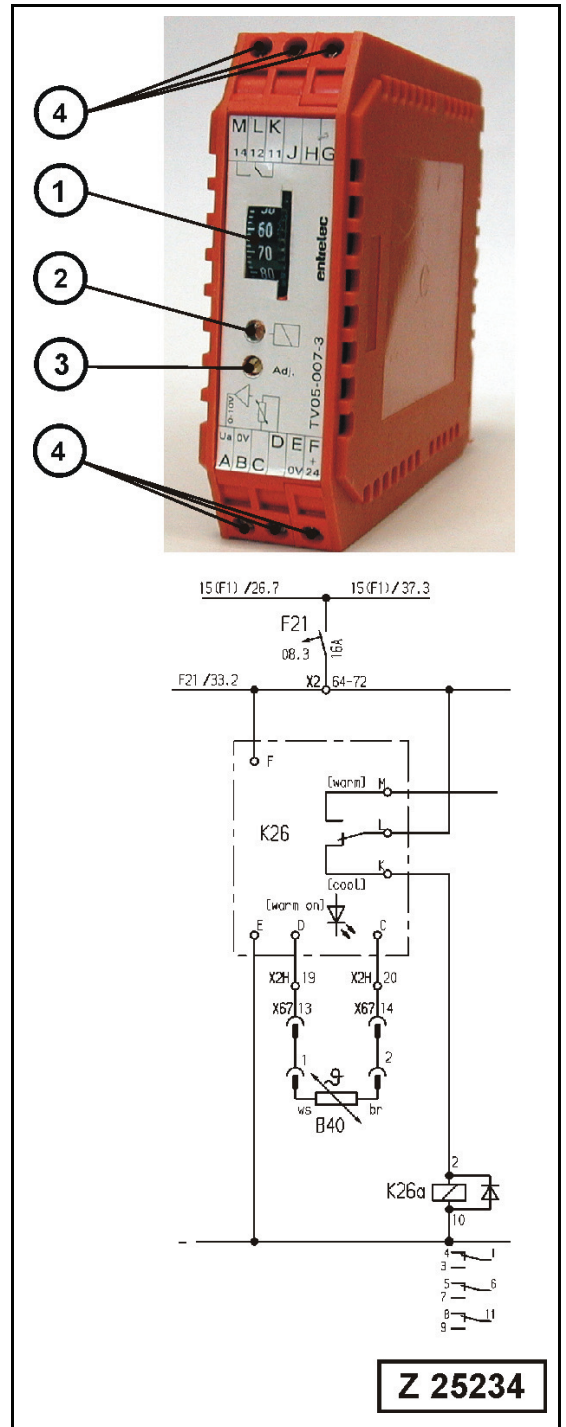 4
M L K J H G
14 12 11
1
50
60
70
80
entrelec
2
3
Adj.
TV05-007-3
0-10V
4
Ua 0V D E F
+
A B C 0V 24
15(F1) /26.7 15(F1)/37.3
F21
08.3 16A
F21 /33.2 X2 64-72
F
[warm] M
K26 L
K
[cool]
[warm on]
E D C
X2H 19 X2H 20
X67 13 X67 14
1 2
ϑ
ws br
B40
2
K26a
10
-
4 1
3
5 6
7
8 11
9
Z 25234